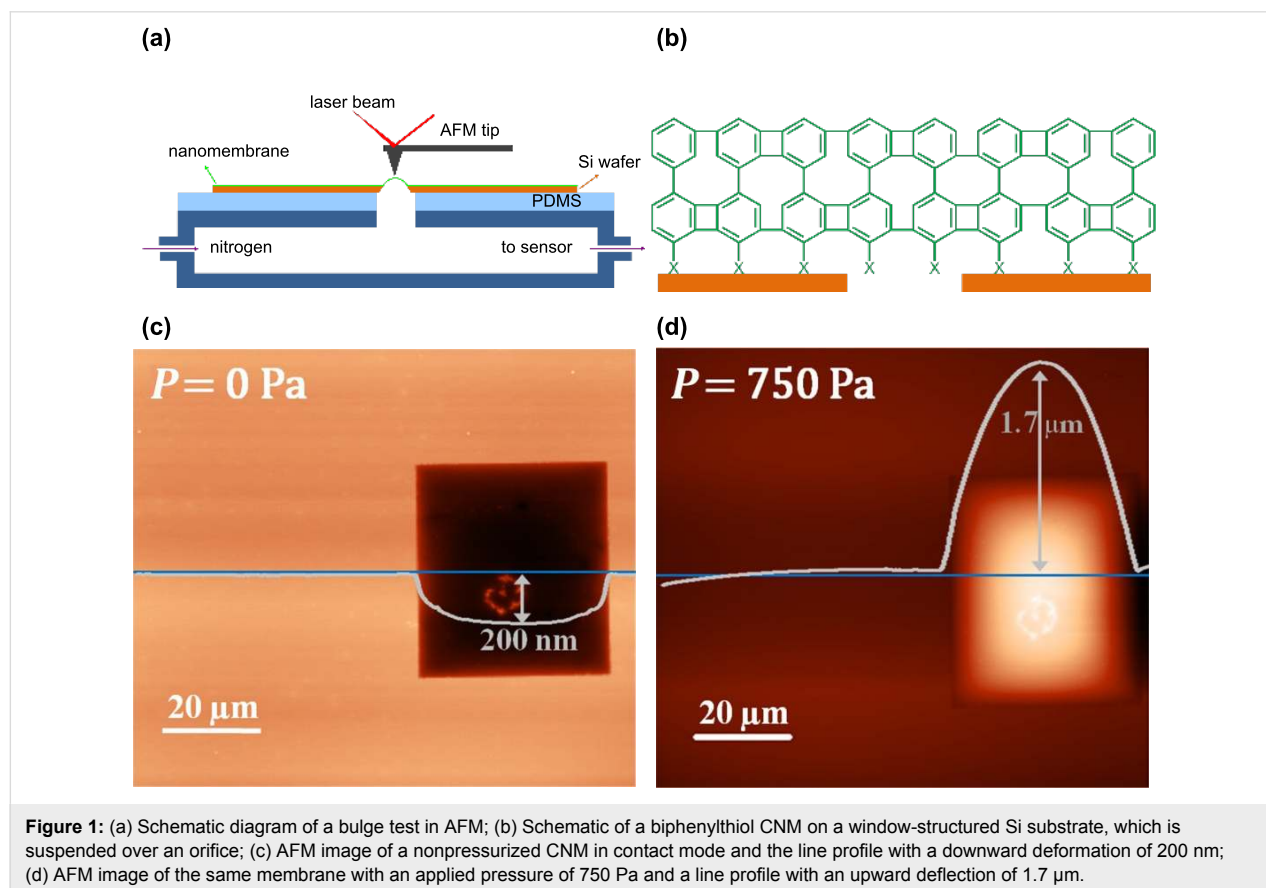 (a)
(b)
laser beam
AFM tip
nanomembrane
Si wafer
PDMS
nitrogen
to sensor
X X X X X X X X
(c)
(d)
P = 0 Pa
200 nm
20 µm
P = 750 Pa
1.7 µm
20 µm
Figure 1: (a) Schematic diagram of a bulge test in AFM; (b) Schematic of a biphenylthiol CNM on a window-structured Si substrate, which is
suspended over an orifice; (c) AFM image of a nonpressurized CNM in contact mode and the line profile with a downward deformation of 200 nm;
(d) AFM image of the same membrane with an applied pressure of 750 Pa and a line profile with an upward deflection of 1.7 µm.